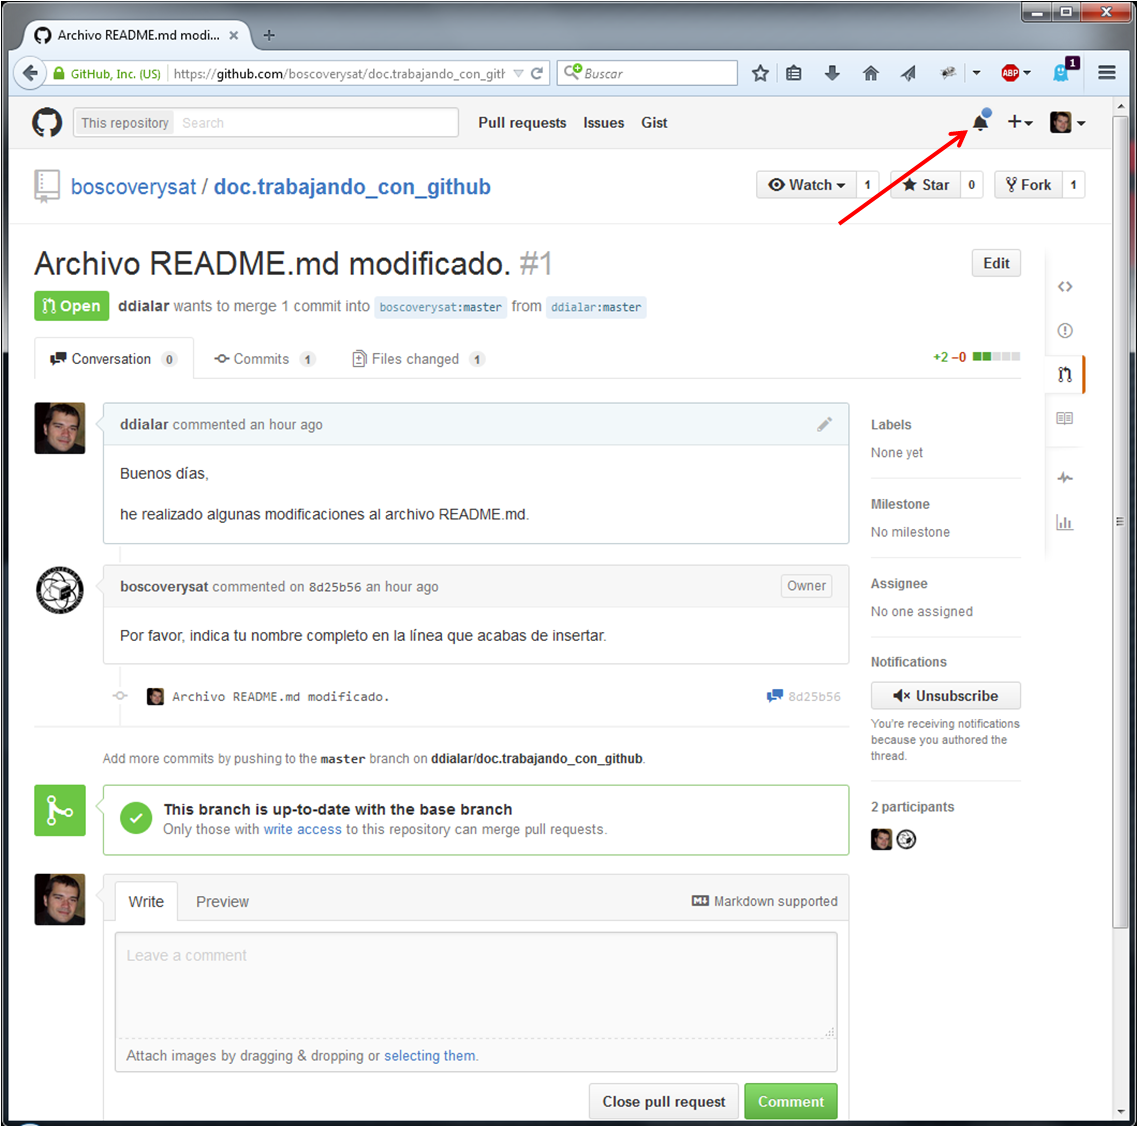 Archivo README.md modi...
GitHub, Inc. (US) https://github.com/boscoverysat/doc.trabajando_con_gith Buscar ABP 1
This repository Search Pull requests Issues Gist
boscoverysat / doc.trabajando_con_github Watch 1 Star 0 Fork 1
Archivo README.md modificado. #1 Edit
Open ddialar wants to merge 1 commit into boscoverysat:master from ddialar:master
Conversation 0 Commits 1 Files changed 1 +2 −0
ddialar commented an hour ago
Buenos días,
he realizado algunas modificaciones al archivo README.md.
boscoverysat commented on 8d25b56 an hour ago Owner
Por favor, indica tu nombre completo en la línea que acabas de insertar.
Archivo README.md modificado. 8d25b56
Add more commits by pushing to the master branch on ddialar/doc.trabajando_con_github.
This branch is up-to-date with the base branch
Only those with write access to this repository can merge pull requests.
Write Preview Markdown supported
Leave a comment
Attach images by dragging & dropping or selecting them.
Close pull request Comment
Labels
None yet
Milestone
No milestone
Assignee
No one assigned
Notifications
Unsubscribe
You're receiving notifications
because you authored the
thread.
2 participants